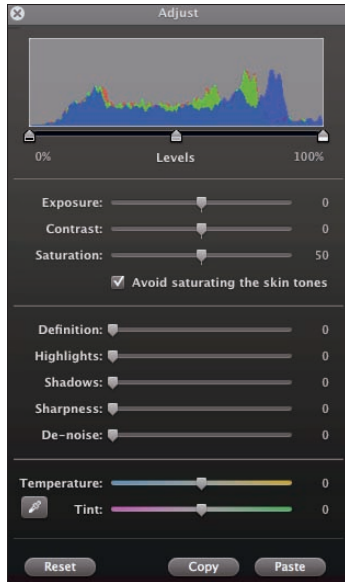 Adjust
0% Levels 100%
Exposure: 0
Contrast: 0
Saturation: 50
Avoid saturating the skin tones
Definition: 0
Highlights: 0
Shadows: 0
Sharpness: 0
De-noise: 0
Temperature: 0
Tint: 0
Reset Copy Paste